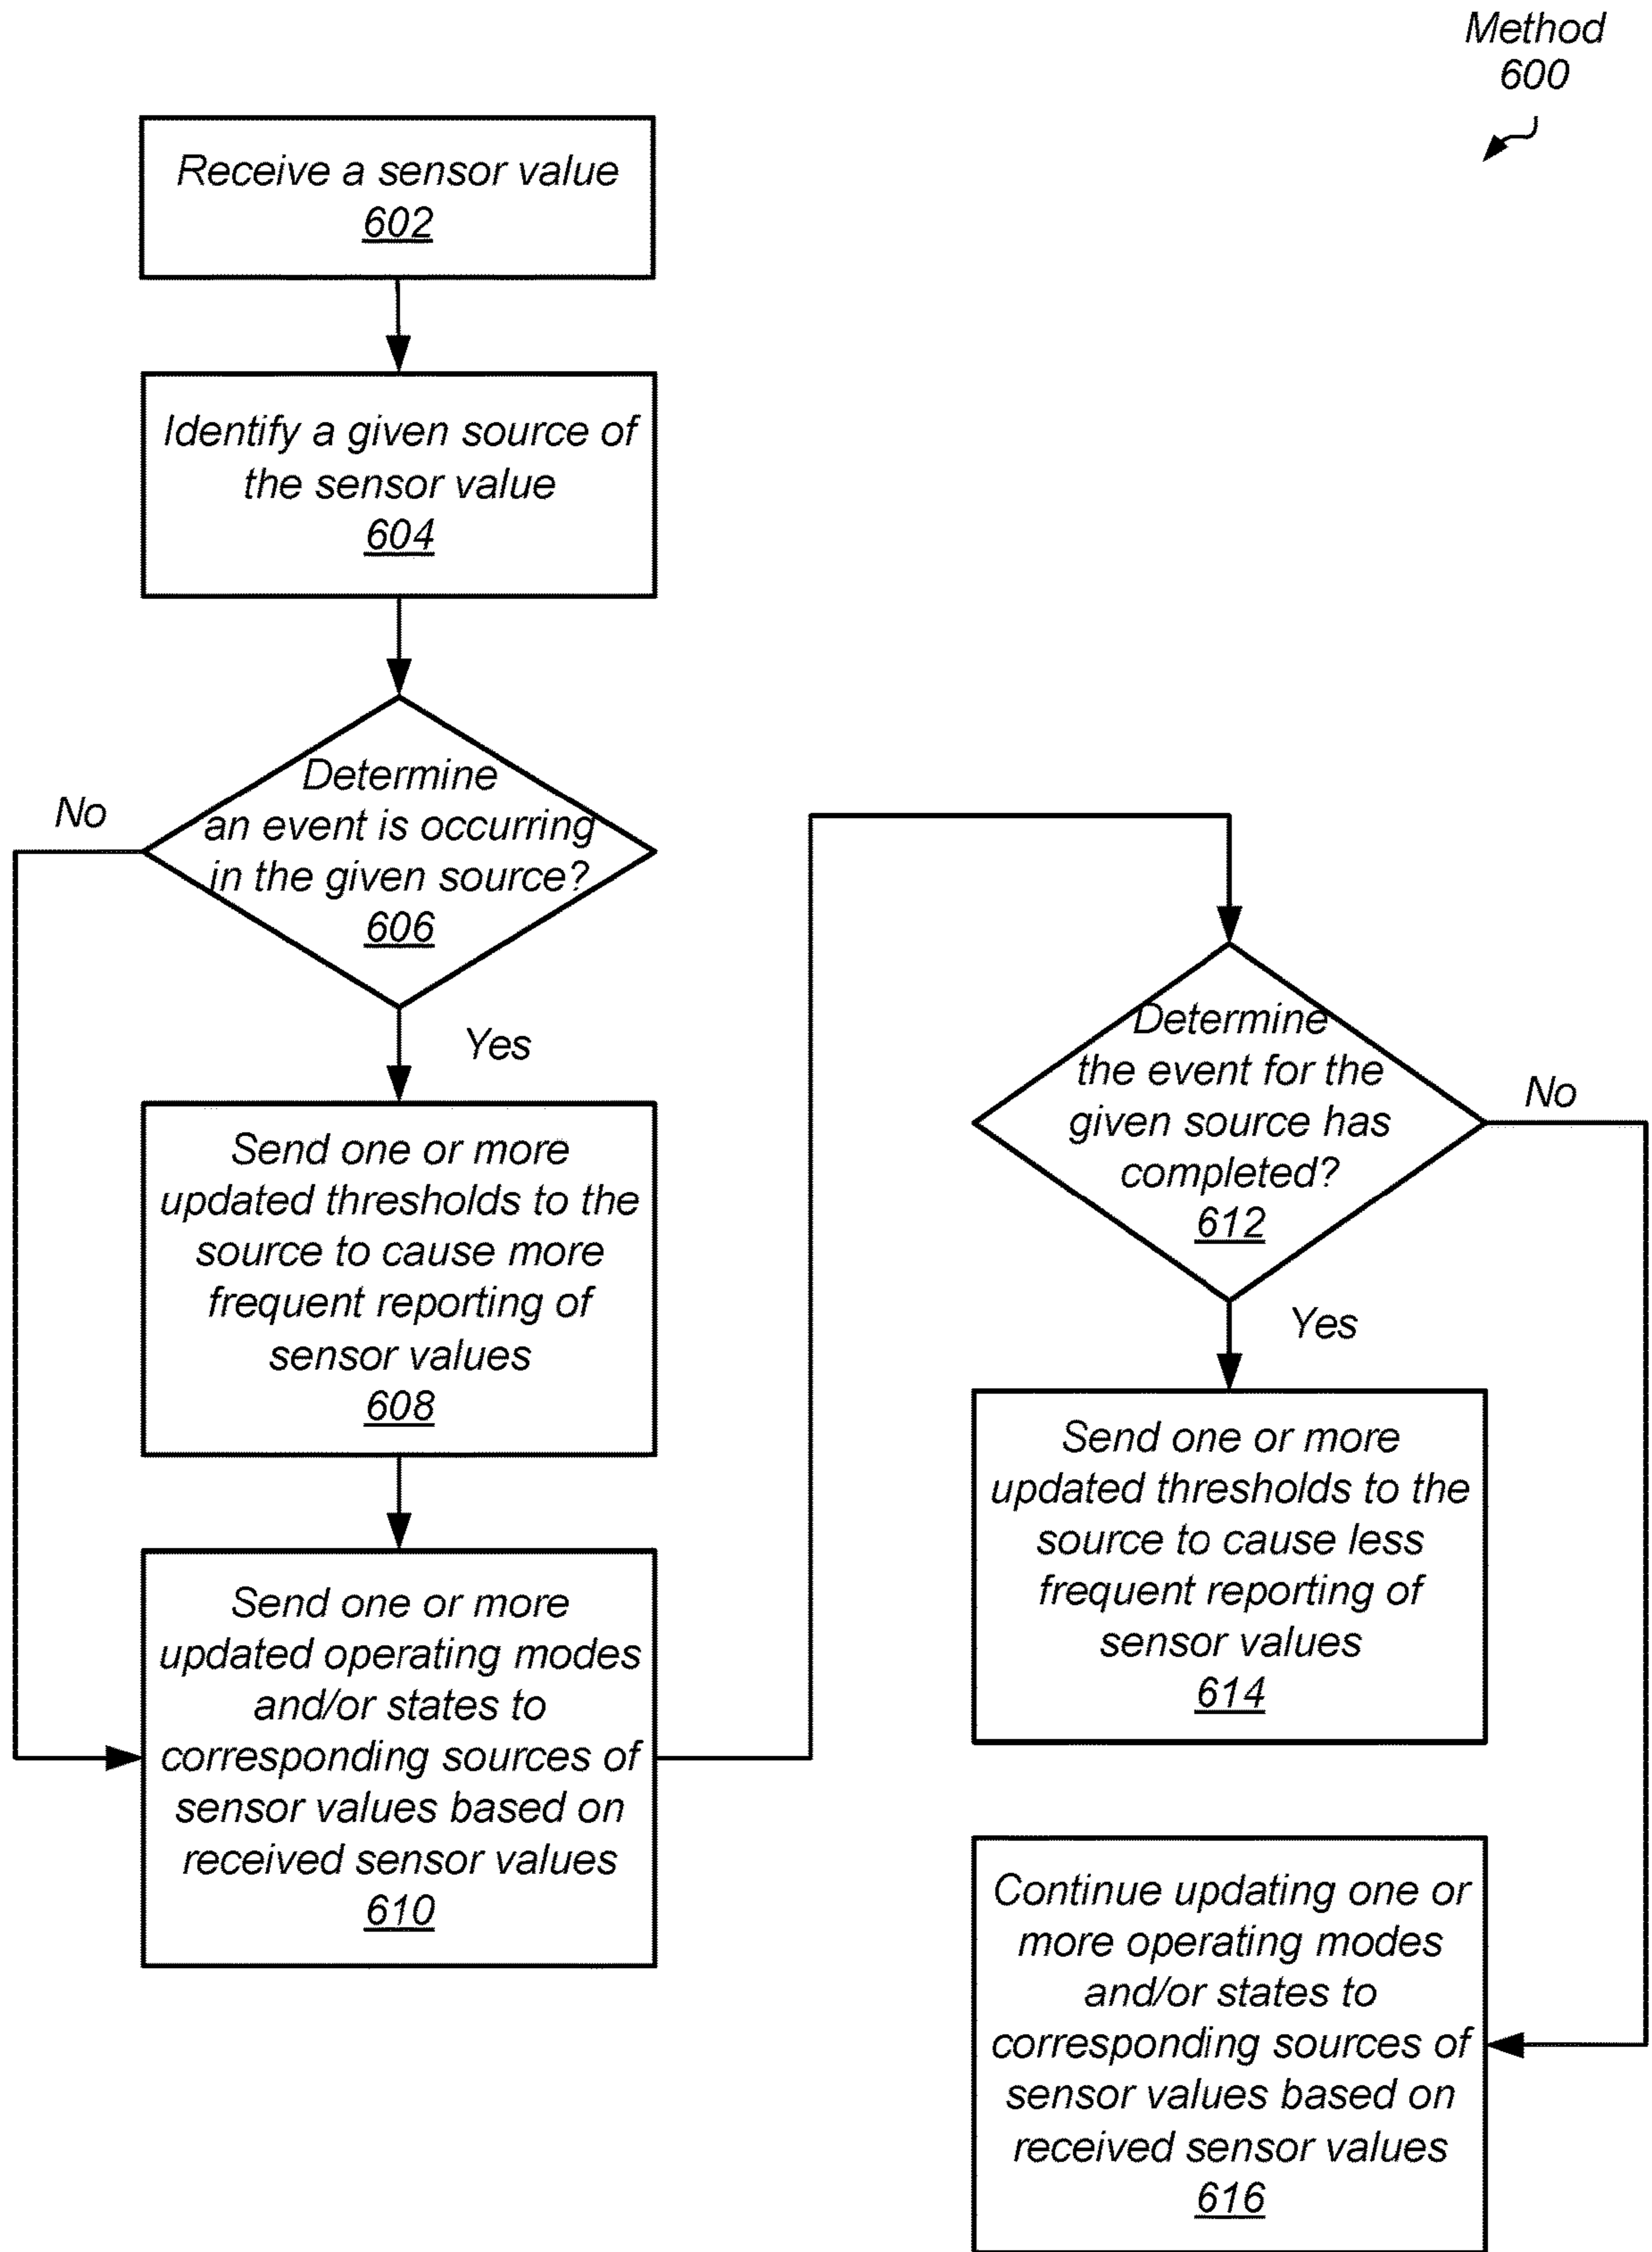 Method
600
Receive a sensor value
602
Identify a given source of
the sensor value
604
Determine
an event is occurring
in the given source?
606
No
Yes
Send one or more
updated thresholds to the
source to cause more
frequent reporting of
sensor values
608
Send one or more
updated operating modes
and/or states to
corresponding sources of
sensor values based on
received sensor values
610
Determine
the event for the
given source has
completed?
612
No
Yes
Send one or more
updated thresholds to the
source to cause less
frequent reporting of
sensor values
614
Continue updating one or
more operating modes
and/or states to
corresponding sources of
sensor values based on
received sensor values
616